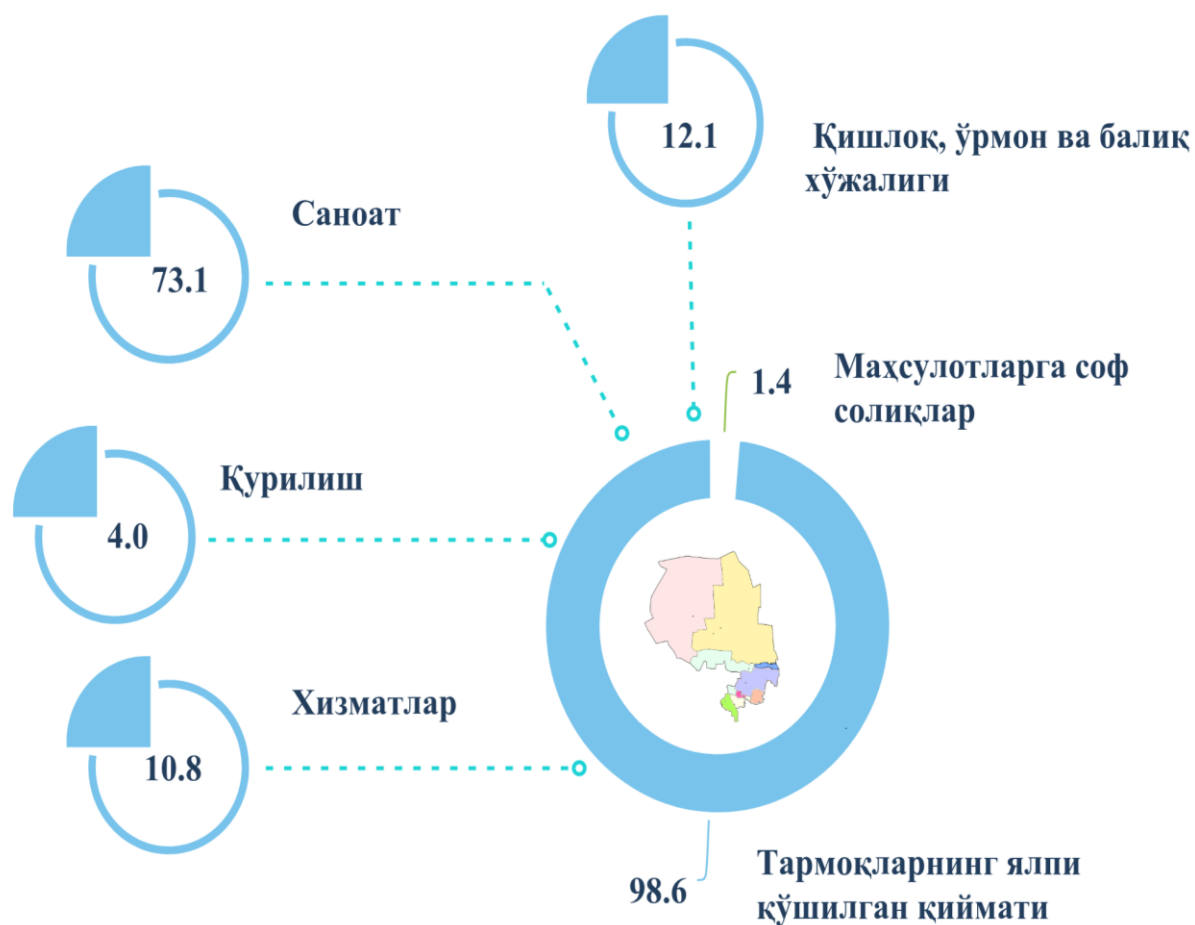 12.1
Қишлоқ, ўрмон ва балиқ
хўжалиги
Саноат
73.1
1.4
Маҳсулотларга соф
солиқлар
Қурилиш
4.0
Хизматлар
10.8
98.6
Тармоқларнинг ялпи
қўшилган қиймати